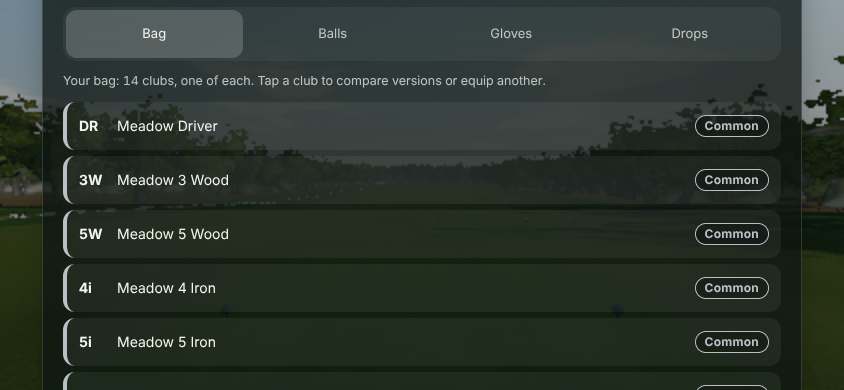 Bag Balls Gloves Drops
Your bag: 14 clubs, one of each. Tap a club to compare versions or equip another.
DR Meadow Driver Common
3W Meadow 3 Wood Common
5W Meadow 5 Wood Common
4i Meadow 4 Iron Common
5i Meadow 5 Iron Common